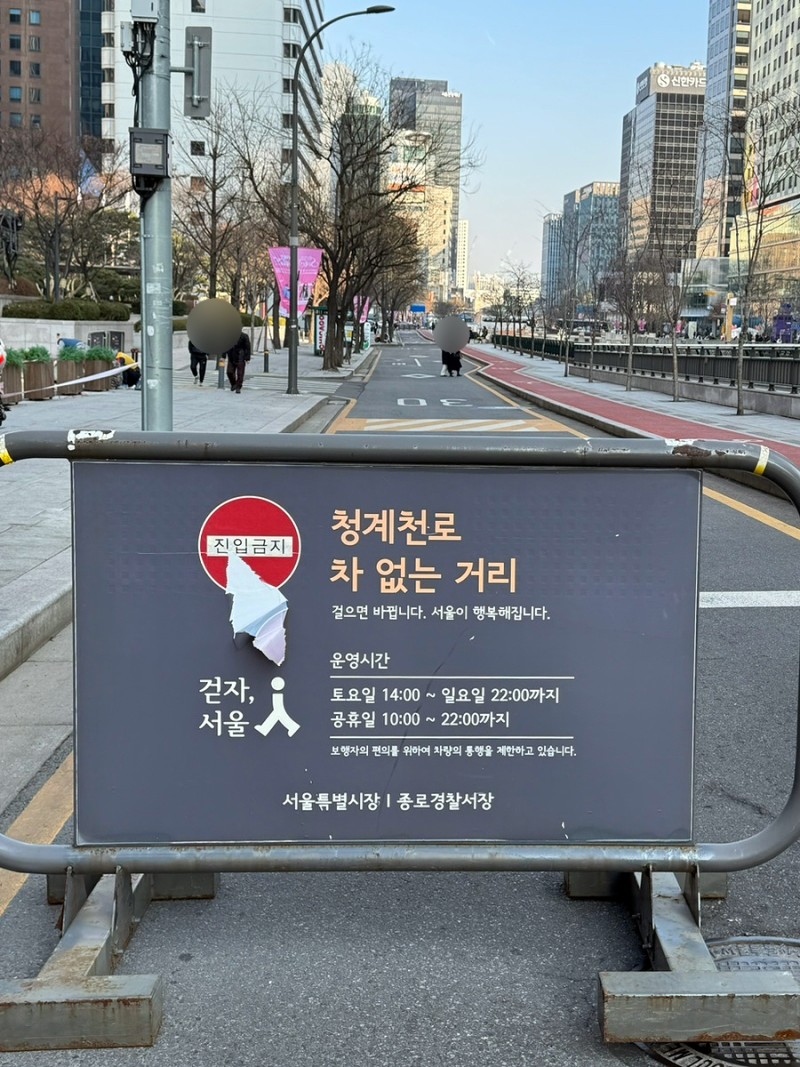 신한카드
30
진입금지
청계천로
차 없는 거리
걸으면 바뀝니다. 서울이 행복해집니다.
운영시간
토요일 14:00 ~ 일요일 22:00까지
공휴일 10:00 ~ 22:00까지
보행자의 편의를 위하여 차량의 통행을 제한하고 있습니다.
걷자,
서울
서울특별시장 | 종로경찰서장